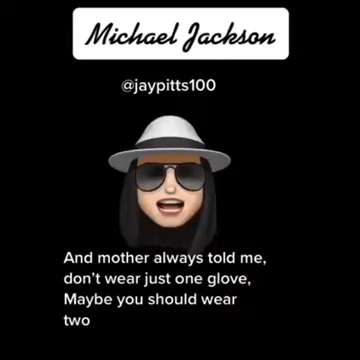 Michael Jackson
@jaypitts100
And mother always told me,
don't wear just one glove,
Maybe you should wear
two